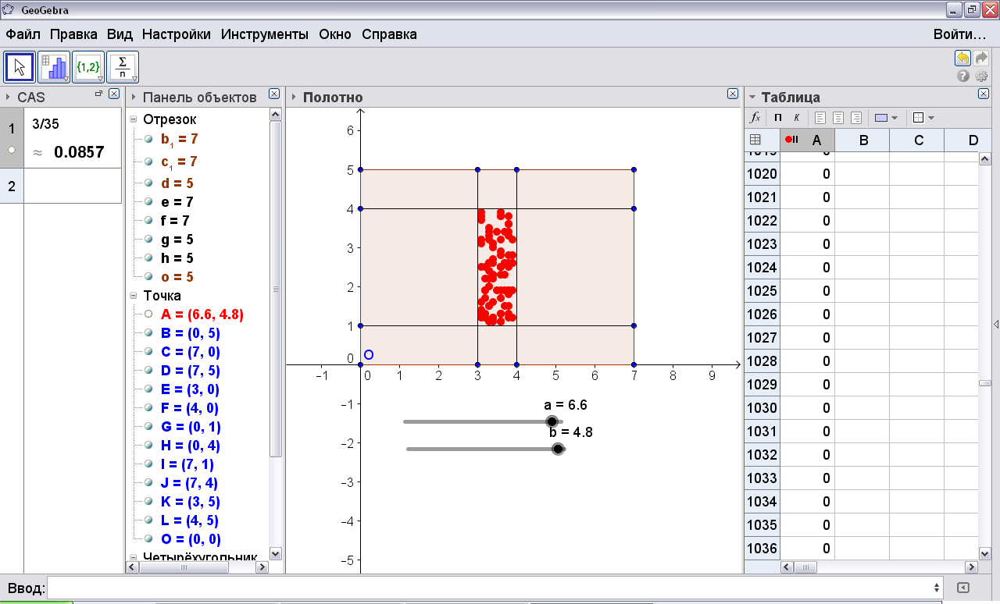 GeoGebra
Файл Правка Вид Настройки Инструменты Окно Справка Войти...
{1,2} Σ n
CAS
1 3/35
≈ 0.0857
2
Панель объектов
Отрезок
b₁ = 7
c₁ = 7
d = 5
e = 7
f = 7
g = 5
h = 5
o = 5
Точка
A = (6.6, 4.8)
B = (0, 5)
C = (7, 0)
D = (7, 5)
E = (3, 0)
F = (4, 0)
G = (0, 1)
H = (0, 4)
I = (7, 1)
J = (7, 4)
K = (3, 5)
L = (4, 5)
O = (0, 0)
Четырёхугольник
Полотно
6
5
4
3
2
1
0
O
−1 0 1 2 3 4 5 6 7 8 9
−1
−2
−3
−4
−5
a = 6.6
b = 4.8
Таблица
fx П К
A B C D
1019 0
1020 0
1021 0
1022 0
1023 0
1024 0
1025 0
1026 0
1027 0
1028 0
1029 0
1030 0
1031 0
1032 0
1033 0
1034 0
1035 0
1036 0
Ввод: